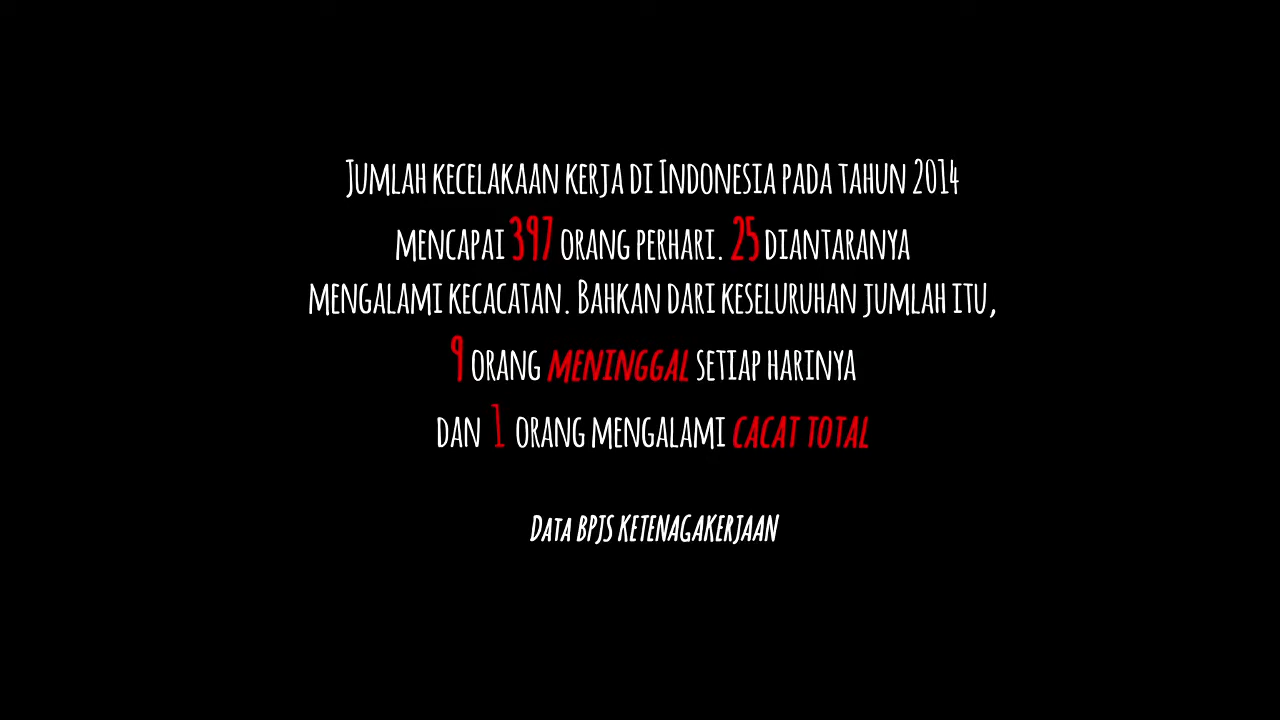 Jumlah kecelakaan kerja di Indonesia pada tahun 2014
mencapai 397 orang perhari. 25 diantaranya
mengalami kecacatan. Bahkan dari keseluruhan jumlah itu,
9 orang meninggal setiap harinya
dan 1 orang mengalami cacat total
Data BPJS Ketenagakerjaan